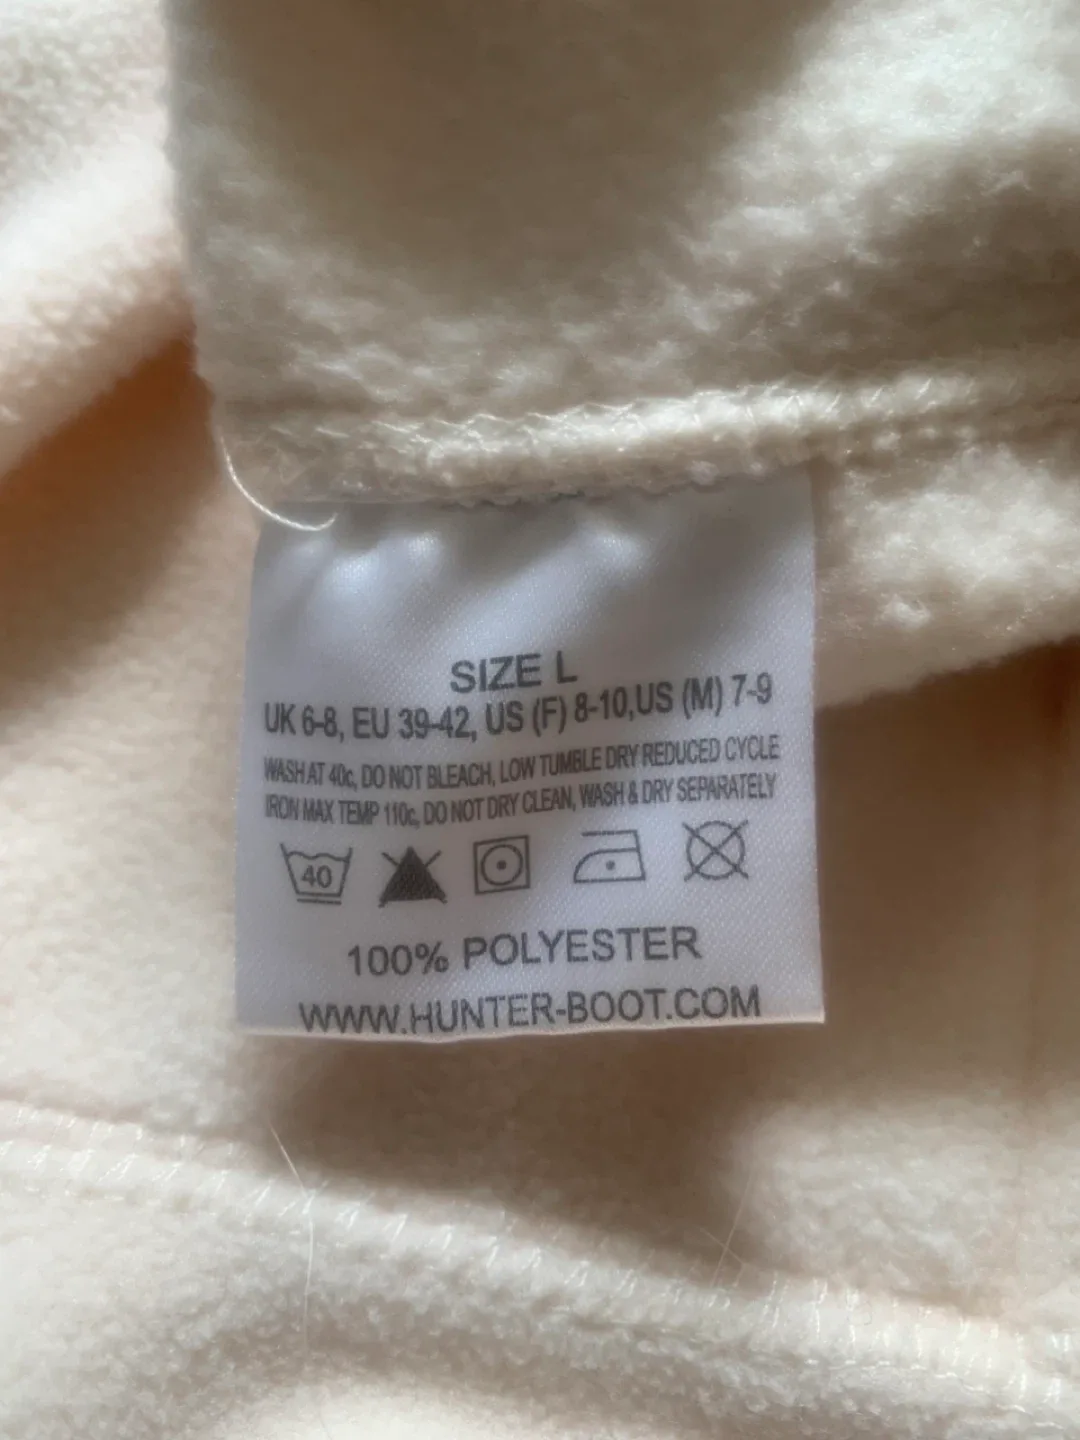 SIZE L
UK 6-8, EU 39-42, US (F) 8-10,US (M) 7-9
WASH AT 40c, DO NOT BLEACH, LOW TUMBLE DRY REDUCED CYCLE
IRON MAX TEMP 110c, DO NOT DRY CLEAN, WASH & DRY SEPARATELY
40
100% POLYESTER
WWW.HUNTER-BOOT.COM